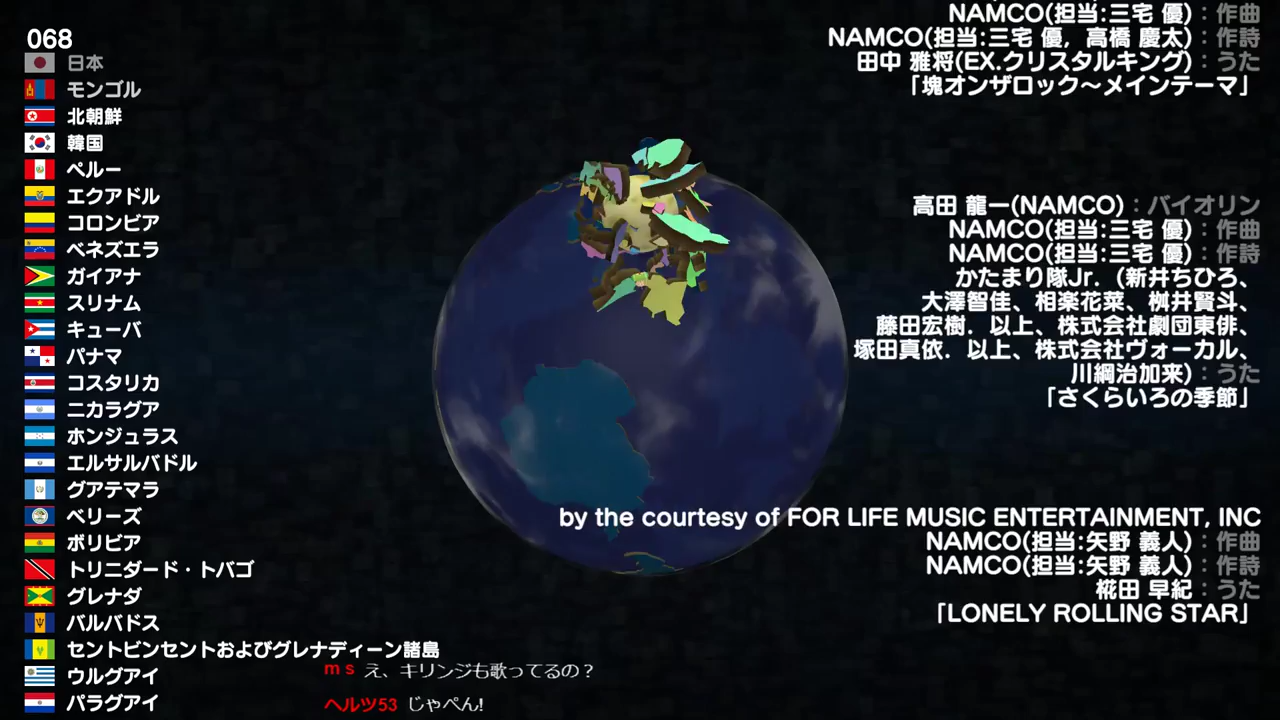 068
日本
モンゴル
北朝鮮
韓国
ペルー
エクアドル
コロンビア
ベネズエラ
ガイアナ
スリナム
キューバ
パナマ
コスタリカ
ニカラグア
ホンジュラス
エルサルバドル
グアテマラ
ベリーズ
ボリビア
トリニダード・トバゴ
グレナダ
バルバドス
セントビンセントおよびグレナディーン諸島
ウルグアイ
パラグアイ
NAMCO(担当:三宅 優) : 作曲
NAMCO(担当:三宅 優, 高橋 慶太) : 作詩
田中 雅将(EX.クリスタルキング) : うた
「塊オンザロック〜メインテーマ」
高田 龍一(NAMCO) : バイオリン
NAMCO(担当:三宅 優) : 作曲
NAMCO(担当:三宅 優) : 作詩
かたまり隊Jr. (新井ちひろ、
大澤智佳、相楽花菜、桝井賢斗、
藤田宏樹. 以上、株式会社劇団東俳、
塚田真依. 以上、株式会社ヴォーカル、
川綱治加来) : うた
「さくらいろの季節」
by the courtesy of FOR LIFE MUSIC ENTERTAINMENT, INC
NAMCO(担当:矢野 義人) : 作曲
NAMCO(担当:矢野 義人) : 作詩
椛田 早紀 : うた
「LONELY ROLLING STAR」
m s え、キリンジも歌ってるの？
ヘルツ53 じゃぺん!